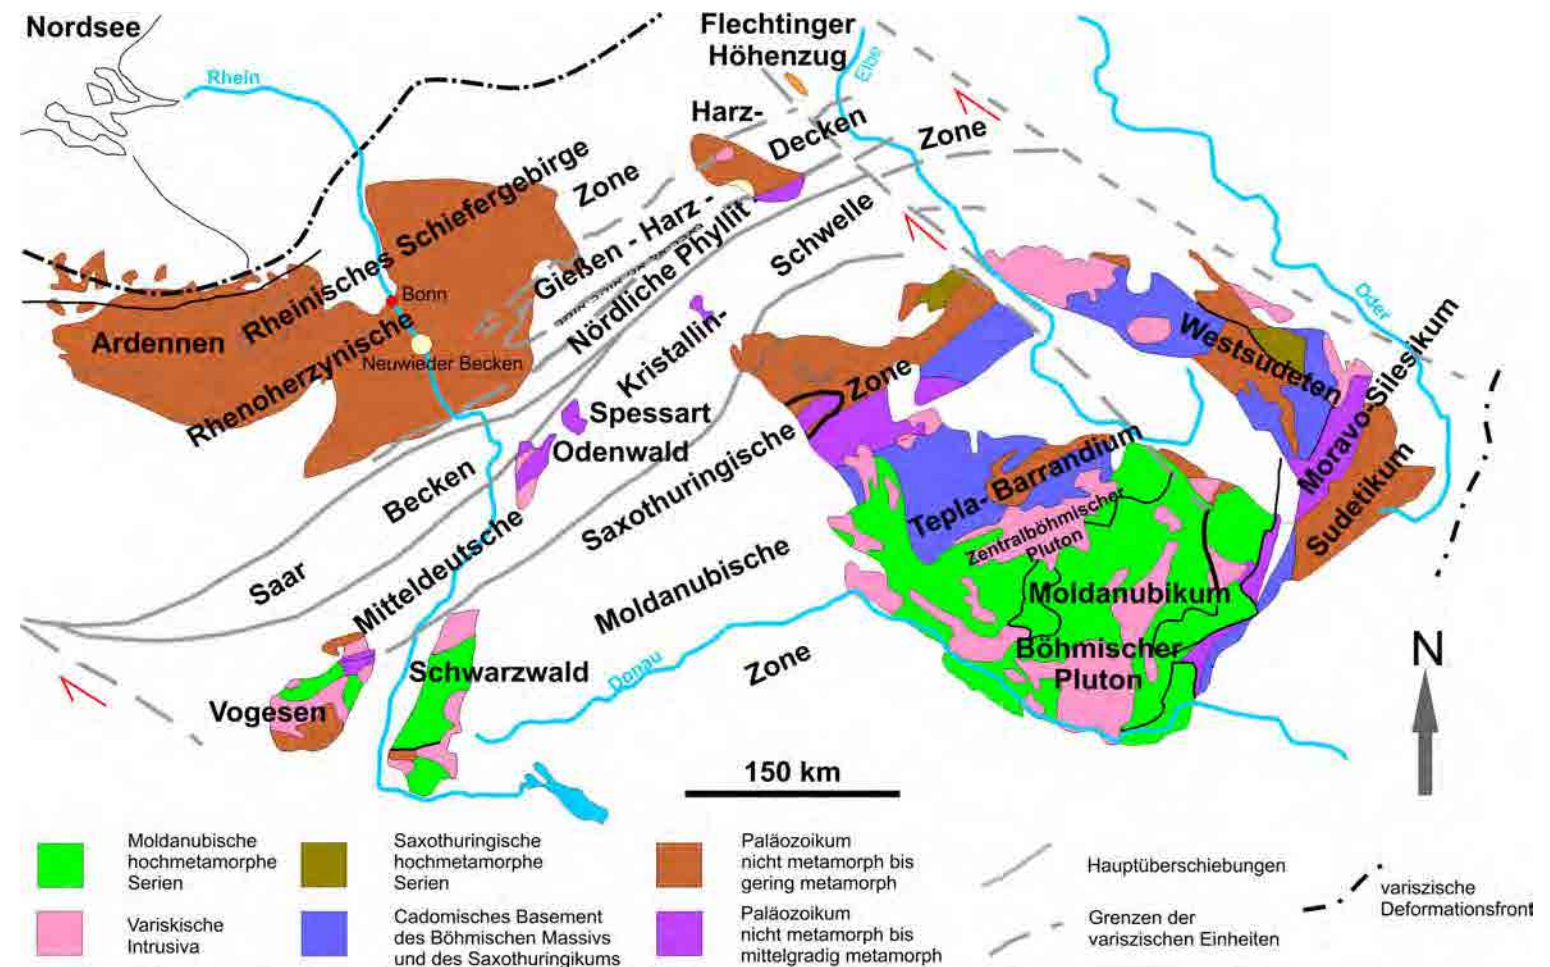 Nordsee
Rhein
Flechtinger
Höhenzug
Elbe
Harz-
Decken
Zone
Zone
Rheinisches Schiefergebirge
Gießen - Harz -
Nördliche Phyllit
Schwelle
Bonn
Ardennen
Neuwieder Becken
Rhenoherzynische
Kristallin-
Spessart
Odenwald
Zone
Oder
Westsudeten
Moravo-Silesikum
Sudetikum
Becken
Saar
Mitteldeutsche
Saxothuringische
Tepla-Barrandium
Zentralböhmischer
Pluton
Moldanubische
Zone
Moldanubikum
Böhmischer
Pluton
Schwarzwald
Donau
Vogesen
N
150 km
Moldanubische
hochmetamorphe
Serien
Saxothuringische
hochmetamorphe
Serien
Paläozoikum
nicht metamorph bis
gering metamorph
Hauptüberschiebungen
variszische
Deformationsfront
Variskische
Intrusiva
Cadomisches Basement
des Böhmischen Massivs
und des Saxothuringikums
Paläozoikum
nicht metamorph bis
mittelgradig metamorph
Grenzen der
variszischen Einheiten